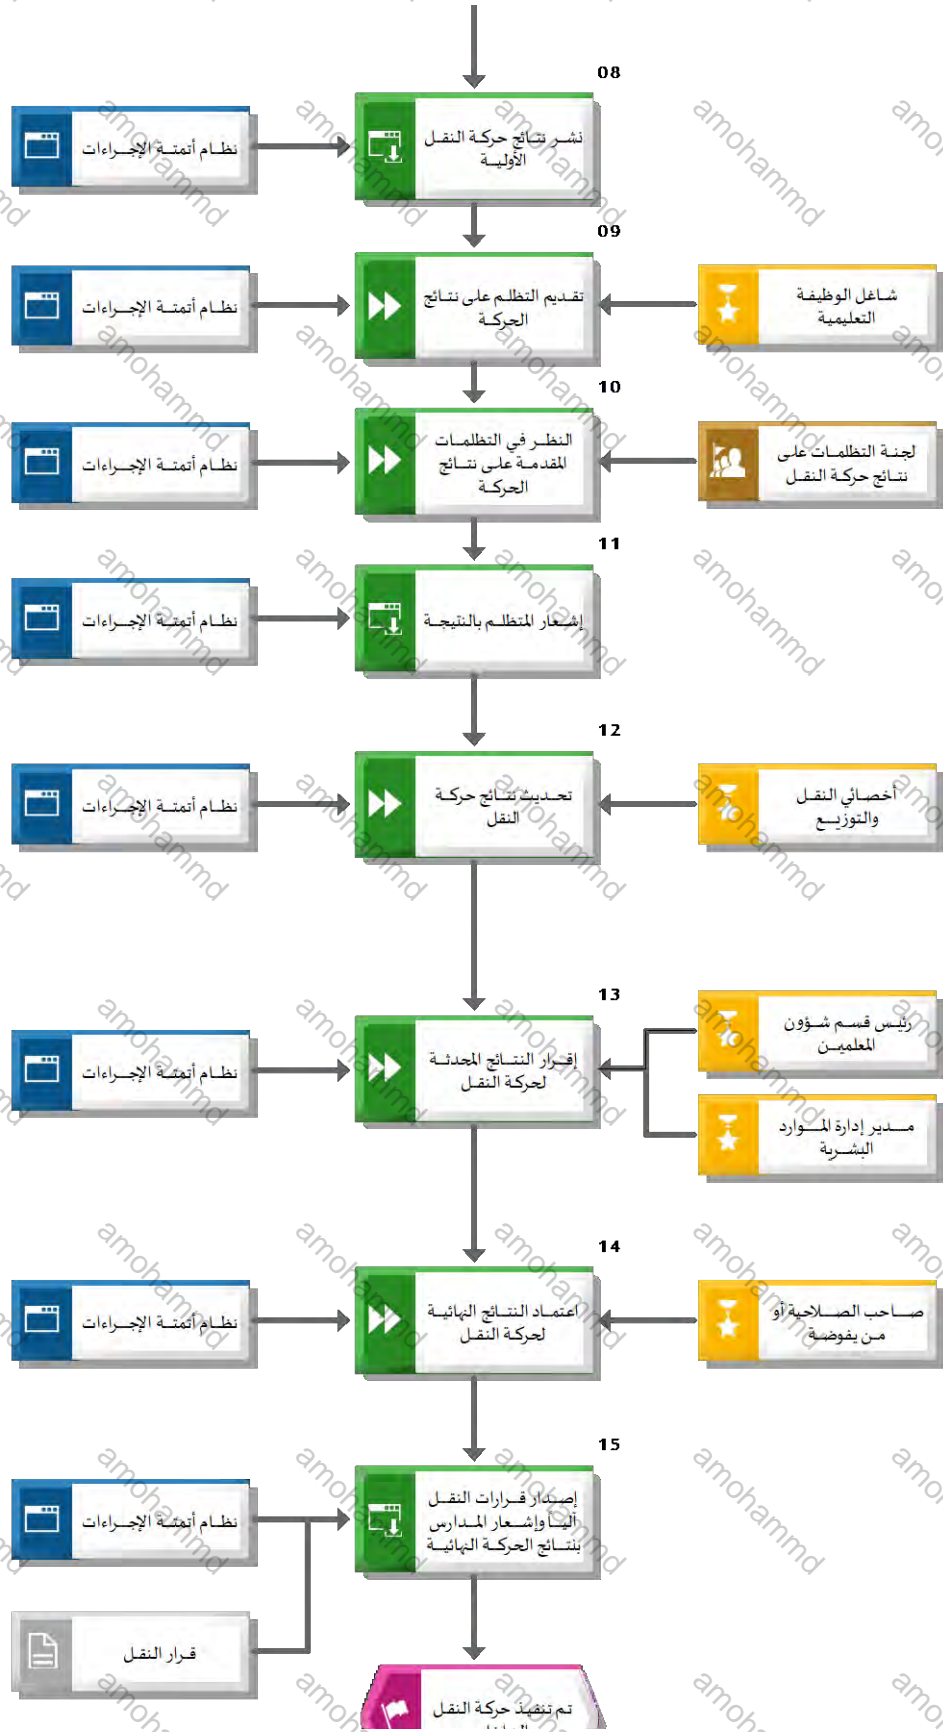 08
نشر نتائج حركة النقل
الأولية
نظام أتمتة الإجراءات
09
شاغل الوظيفة
التعليمية
تقديم التظلم على نتائج
الحركة
نظام أتمتة الإجراءات
10
لجنة التظلمات على
نتائج حركة النقل
النظر في التظلمات
المقدمة على نتائج
الحركة
نظام أتمتة الإجراءات
11
إشعار المتظلم بالنتيجة
نظام أتمتة الإجراءات
12
أخصائي النقل
والتوزيع
تحديث نتائج حركة
النقل
نظام أتمتة الإجراءات
13
رئيس قسم شؤون
المعلمين
مدير إدارة الموارد
البشرية
إقرار النتائج المحدثة
لحركة النقل
نظام أتمتة الإجراءات
14
صاحب الصلاحية أو
من يفوضة
اعتماد النتائج النهائية
لحركة النقل
نظام أتمتة الإجراءات
15
إصدار قرارات النقل
آلياً وإشعار المدارس
بنتائج الحركة النهائية
نظام أتمتة الإجراءات
قرار النقل
تم تنفيذ حركة النقل
amohammd